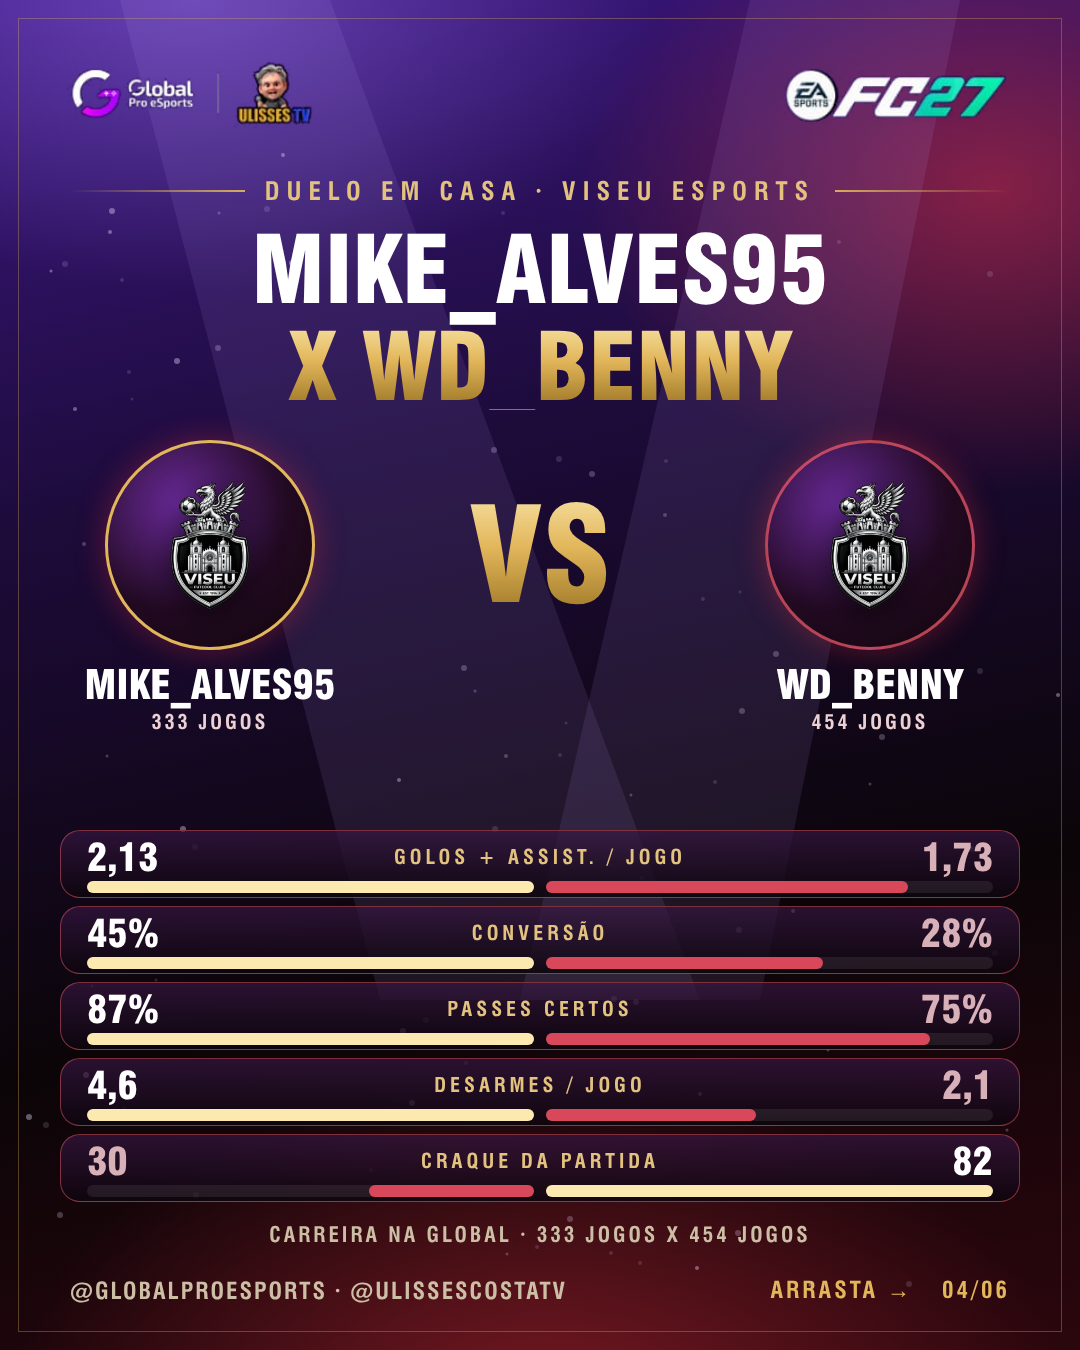 Global
Pro eSports
ULISSES TV
EA
SPORTS
FC27
DUELO EM CASA · VISEU ESPORTS
MIKE_ALVES95
X WD_BENNY
VISEU
VS
VISEU
MIKE_ALVES95
333 JOGOS
WD_BENNY
454 JOGOS
2,13 GOLOS + ASSIST. / JOGO 1,73
45% CONVERSÃO 28%
87% PASSES CERTOS 75%
4,6 DESARMES / JOGO 2,1
30 CRAQUE DA PARTIDA 82
CARREIRA NA GLOBAL · 333 JOGOS X 454 JOGOS
@GLOBALPROESPORTS · @ULISSESCOSTATV
ARRASTA → 04/06